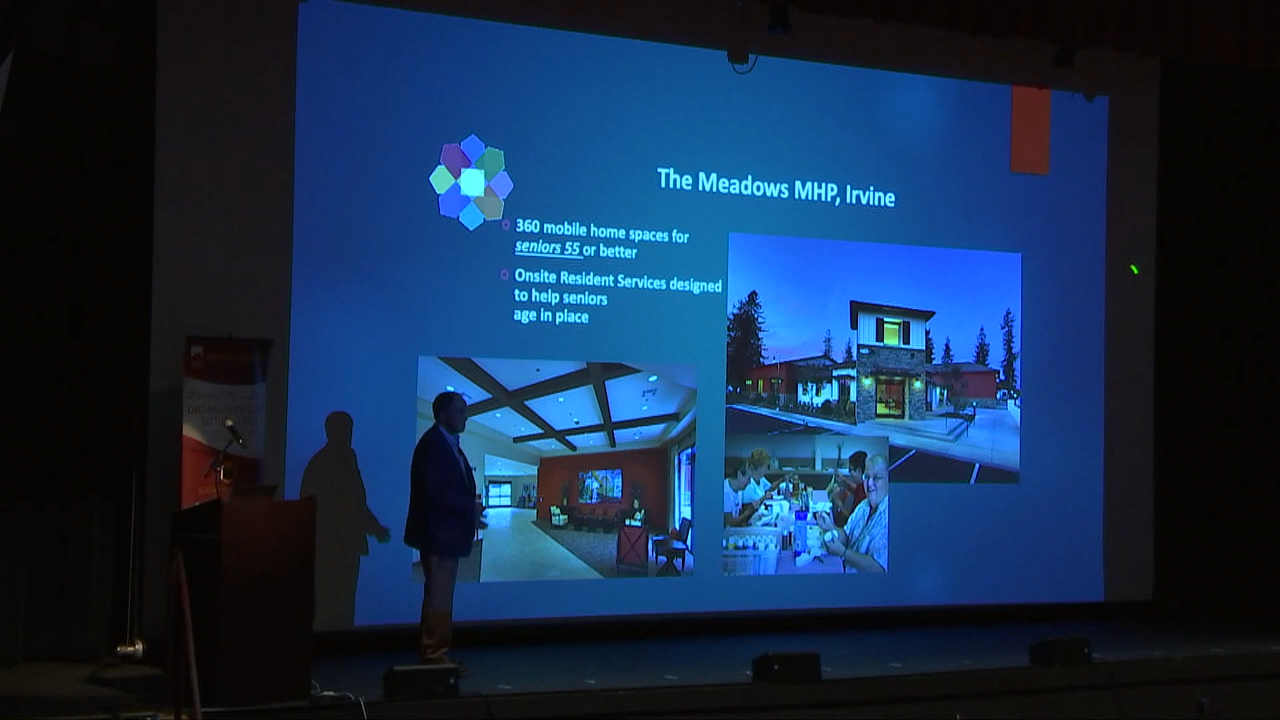 The Meadows MHP, Irvine
360 mobile home spaces for
seniors 55 or better
Onsite Resident Services designed
to help seniors
age in place